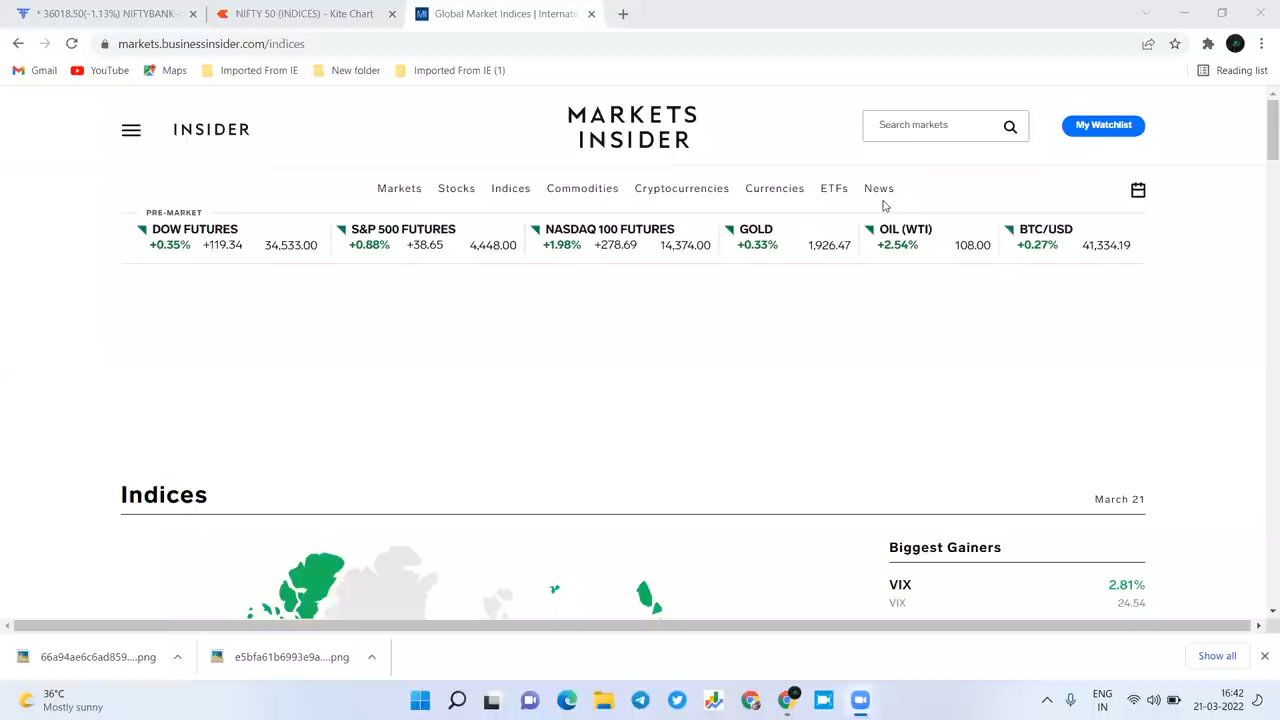 * 36018.50(-1.13%) NIFTYBANK-
NIFTY 50 (INDICES) - Kite Chart
Global Market Indices | Internati
markets.businessinsider.com/indices
Gmail YouTube Maps Imported From IE New folder Imported From IE (1) Reading list
INSIDER
MARKETS
INSIDER
Search markets
My Watchlist
Markets Stocks Indices Commodities Cryptocurrencies Currencies ETFs News
PRE-MARKET
DOW FUTURES
+0.35% +119.34 34,533.00
S&P 500 FUTURES
+0.88% +38.65 4,448.00
NASDAQ 100 FUTURES
+1.98% +278.69 14,374.00
GOLD
+0.33% 1,926.47
OIL (WTI)
+2.54% 108.00
BTC/USD
+0.27% 41,334.19
Indices
March 21
Biggest Gainers
VIX 2.81%
VIX 24.54
66a94ae6c6ad859....png
e5bfa61b6993e9a....png
Show all
36°C
Mostly sunny
ENG
IN
16:42
21-03-2022